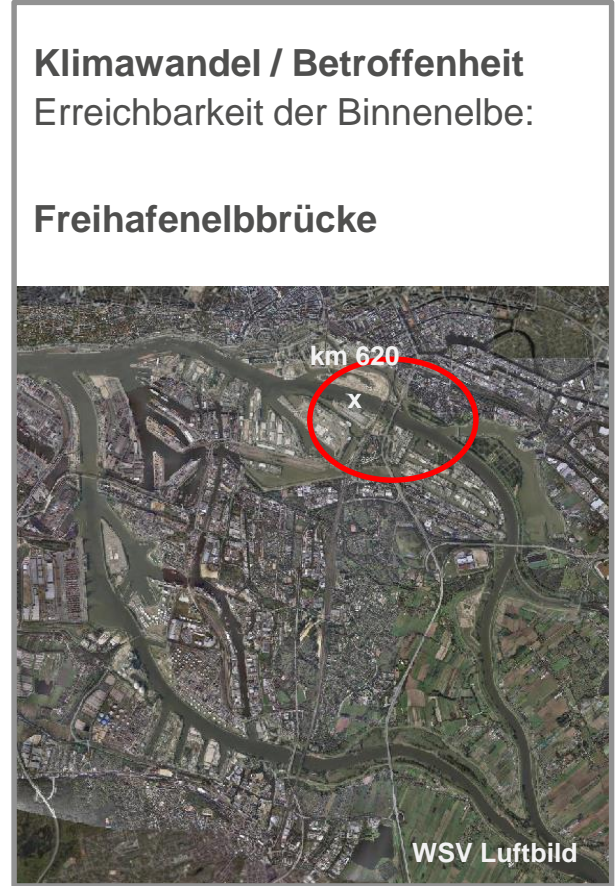 Klimawandel / Betroffenheit
Erreichbarkeit der Binnenelbe:
Freihafenelbbrücke
km 620
x
WSV Luftbild